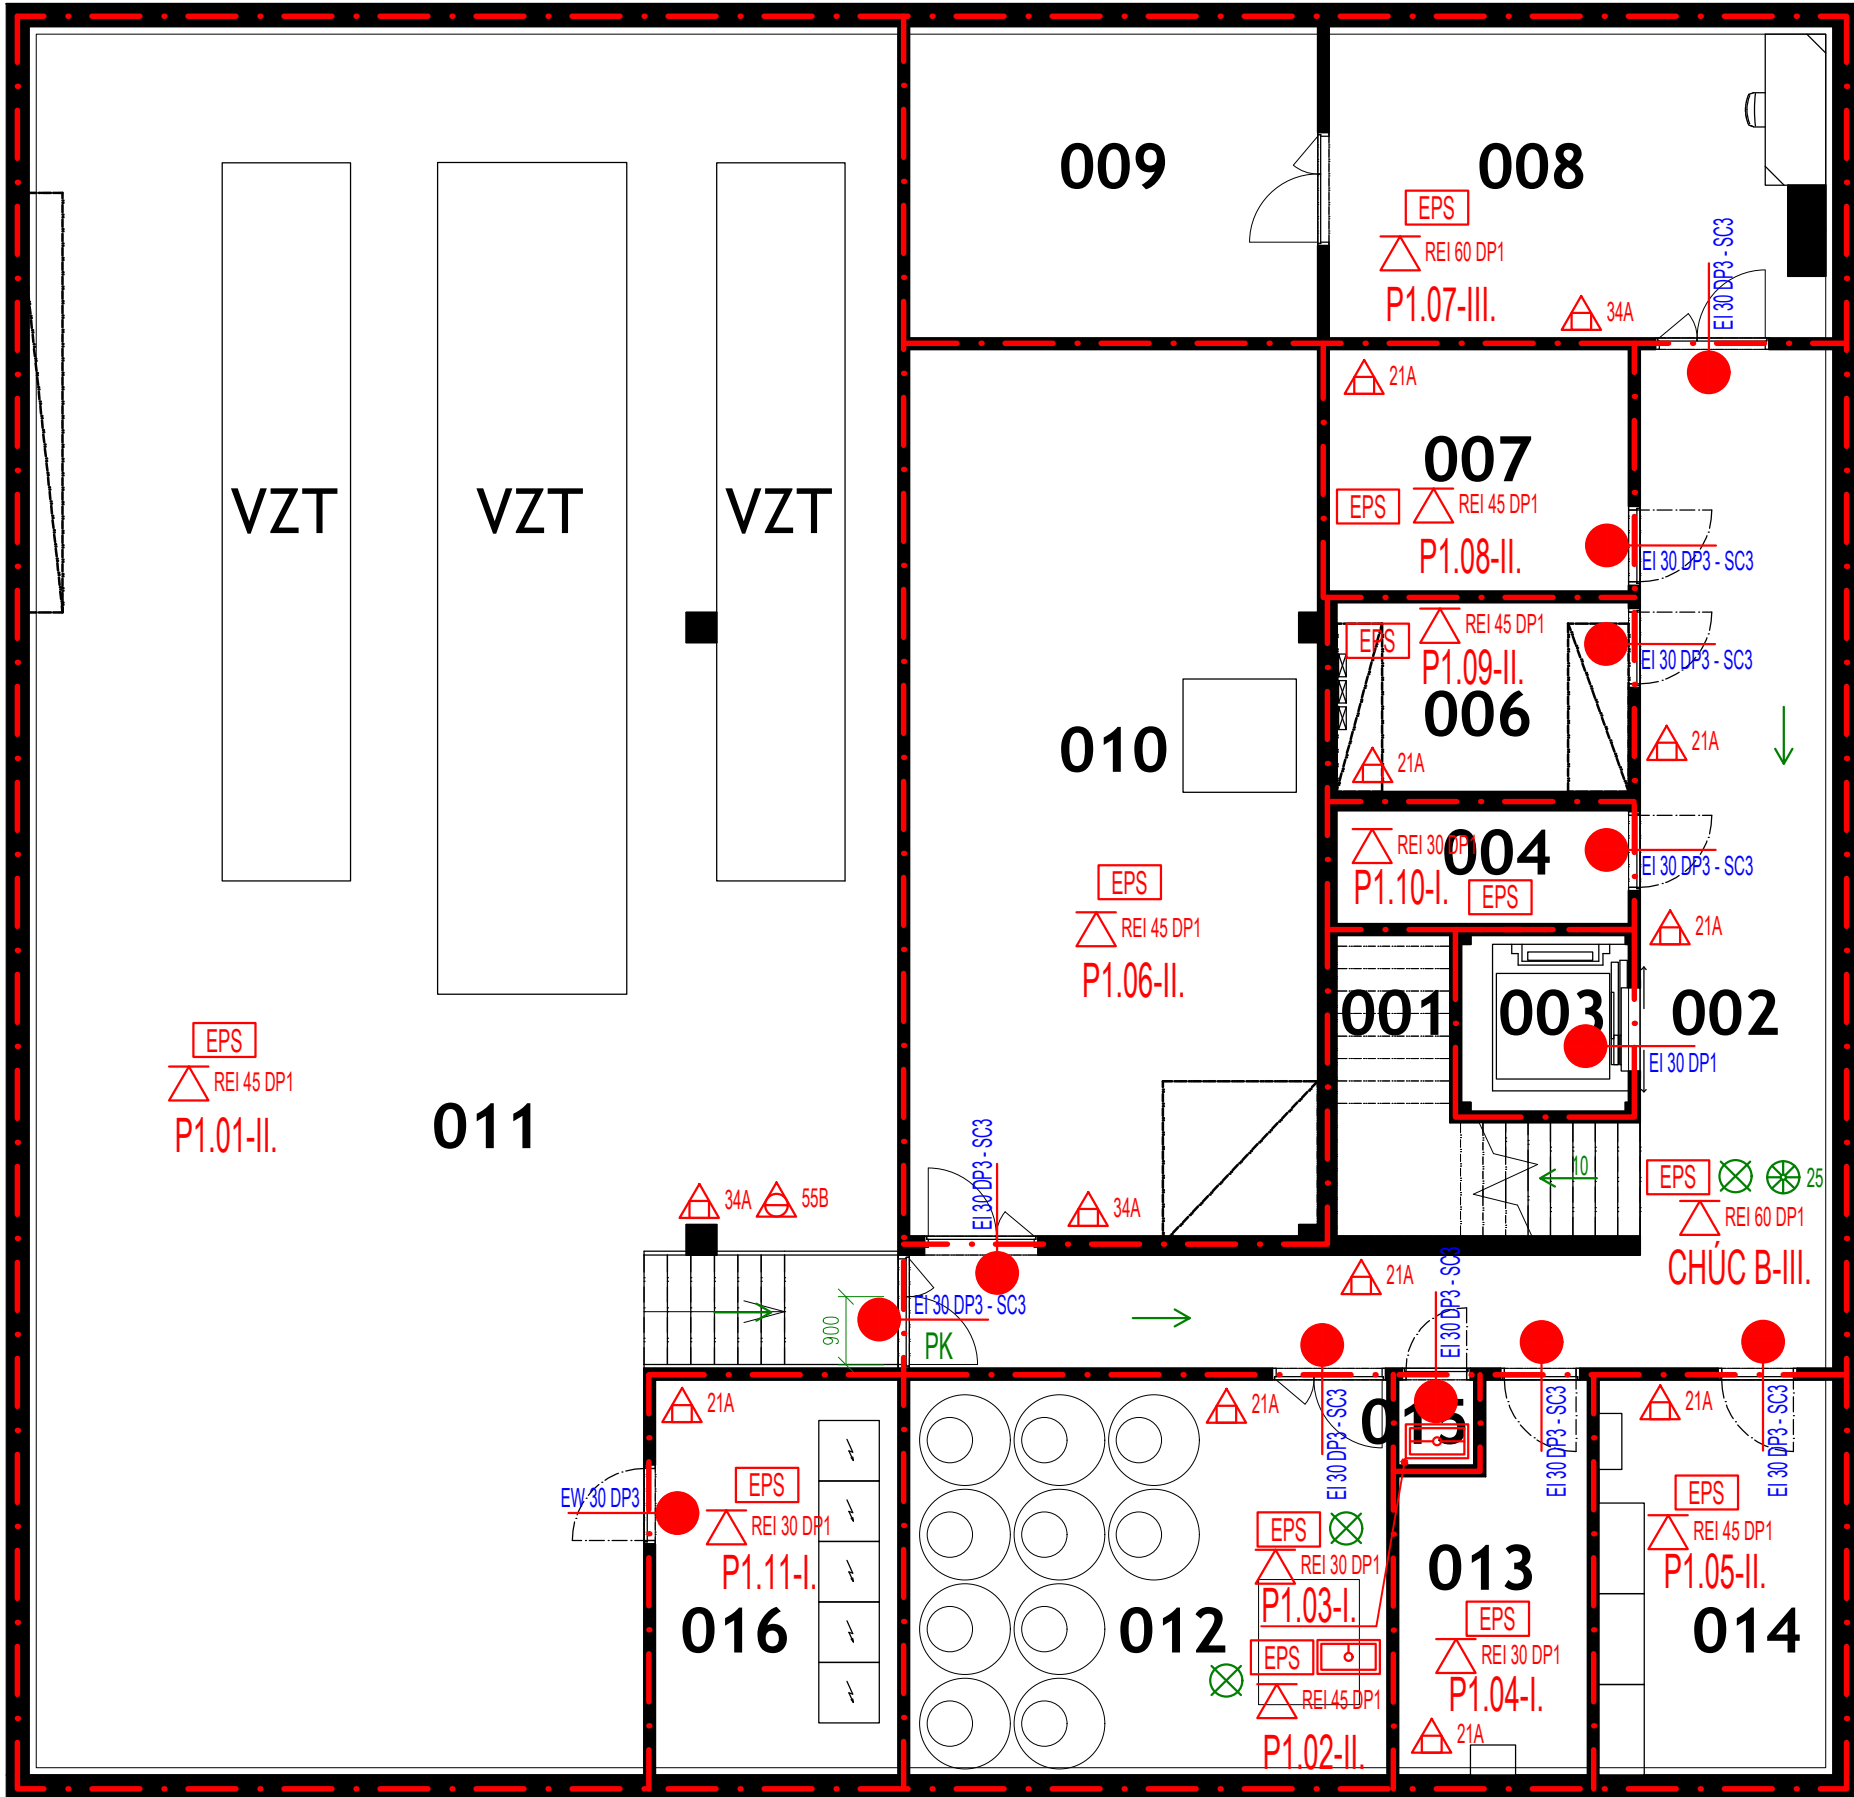 009
008
EPS
REI 60 DP1
P1.07-III.
34A
EI 30 DP3 - SC3
21A
007
EPS
REI 45 DP1
P1.08-II.
EI 30 DP3 - SC3
VZT
VZT
VZT
REI 45 DP1
EPS
P1.09-II.
EI 30 DP3 - SC3
006
21A
21A
010
REI 30 DP1
004
P1.10-I.
EPS
EI 30 DP3 - SC3
EPS
REI 45 DP1
P1.06-II.
21A
001
003
002
EI 30 DP1
EPS
REI 45 DP1
P1.01-II.
011
34A
55B
EI 30 DP3 - SC3
34A
10
EPS
25
REI 60 DP1
CHÚC B-III.
21A
EI 30 DP3 - SC3
EI 30 DP3 - SC3
900
PK
21A
21A
015
21A
EI 30 DP3 - SC3
EI 30 DP3 - SC3
EI 30 DP3 - SC3
EW 30 DP3
EPS
REI 30 DP1
P1.11-I.
016
EPS
REI 30 DP1
P1.03-I.
012
EPS
REI 45 DP1
P1.02-II.
013
EPS
REI 30 DP1
P1.04-I.
21A
EPS
REI 45 DP1
P1.05-II.
014